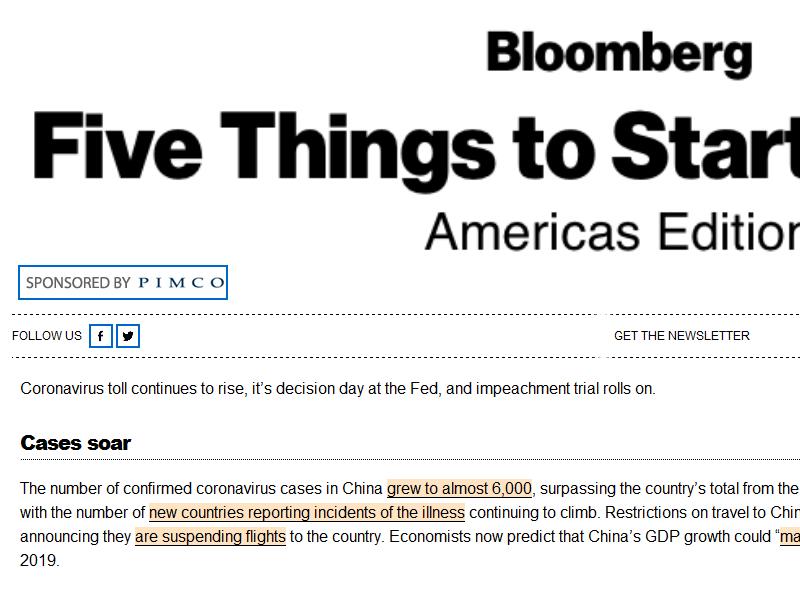 Bloomberg
Five Things to Start
Americas Edition
SPONSORED BY PIMCO
FOLLOW US
GET THE NEWSLETTER
Coronavirus toll continues to rise, it’s decision day at the Fed, and impeachment trial rolls on.
Cases soar
The number of confirmed coronavirus cases in China grew to almost 6,000, surpassing the country’s total from the
with the number of new countries reporting incidents of the illness continuing to climb. Restrictions on travel to Chin
announcing they are suspending flights to the country. Economists now predict that China’s GDP growth could “ma
2019.